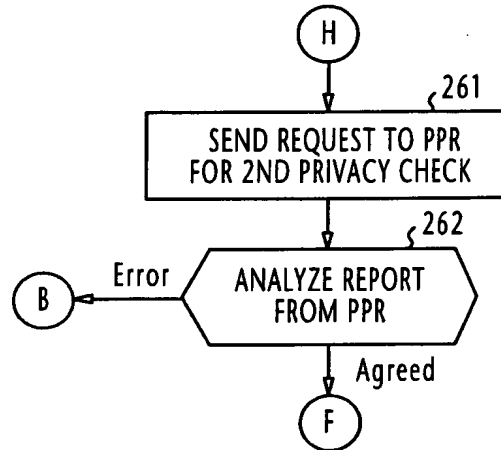 H
261
SEND REQUEST TO PPR
FOR 2ND PRIVACY CHECK
262
Error
B
ANALYZE REPORT
FROM PPR
Agreed
F